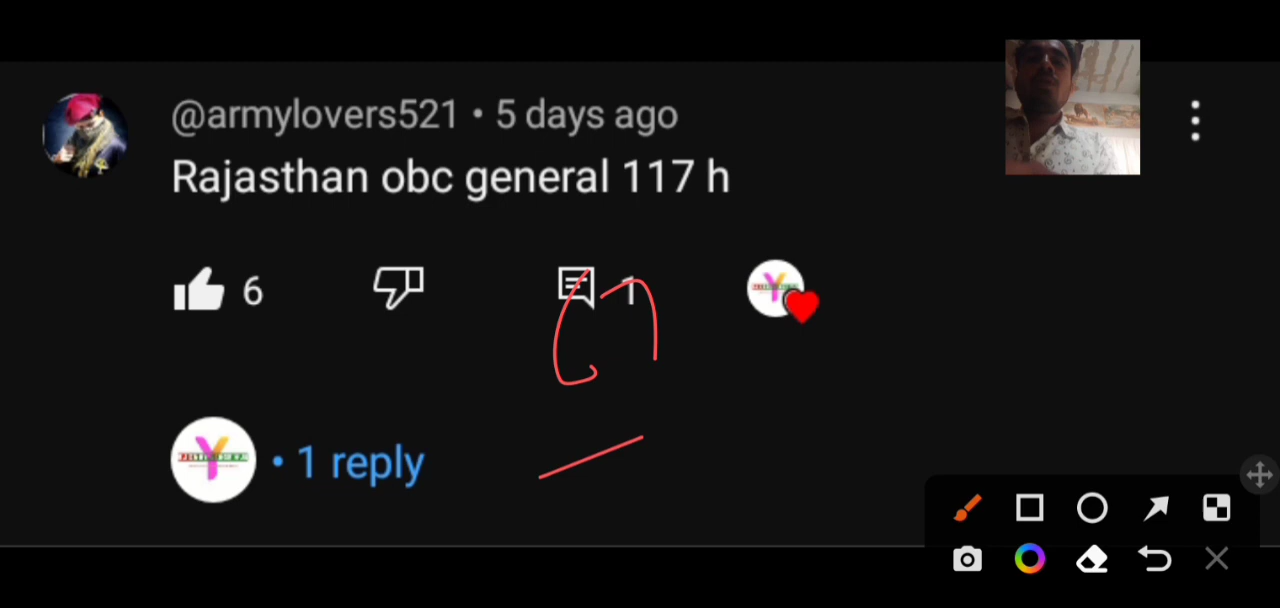 @armylovers521 • 5 days ago
Rajasthan obc general 117 h
6
1
Y
• 1 reply